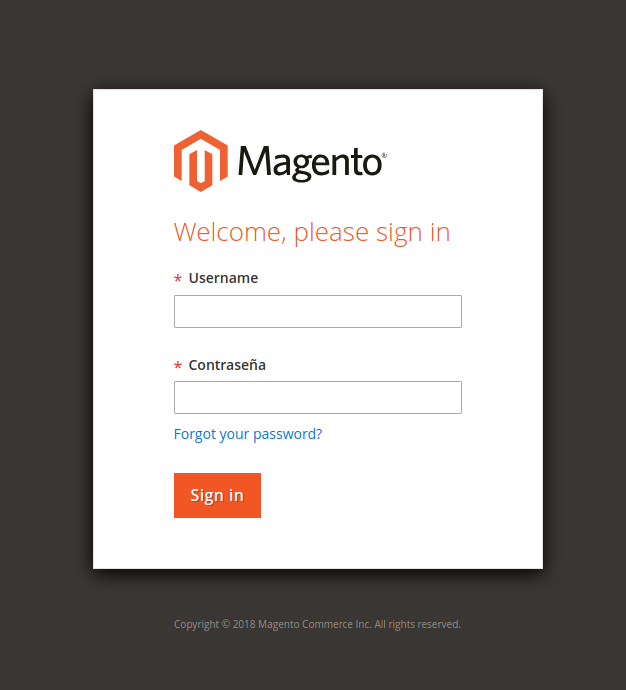 Magento®
Welcome, please sign in
* Username
* Contraseña
Forgot your password?
Sign in
Copyright © 2018 Magento Commerce Inc. All rights reserved.